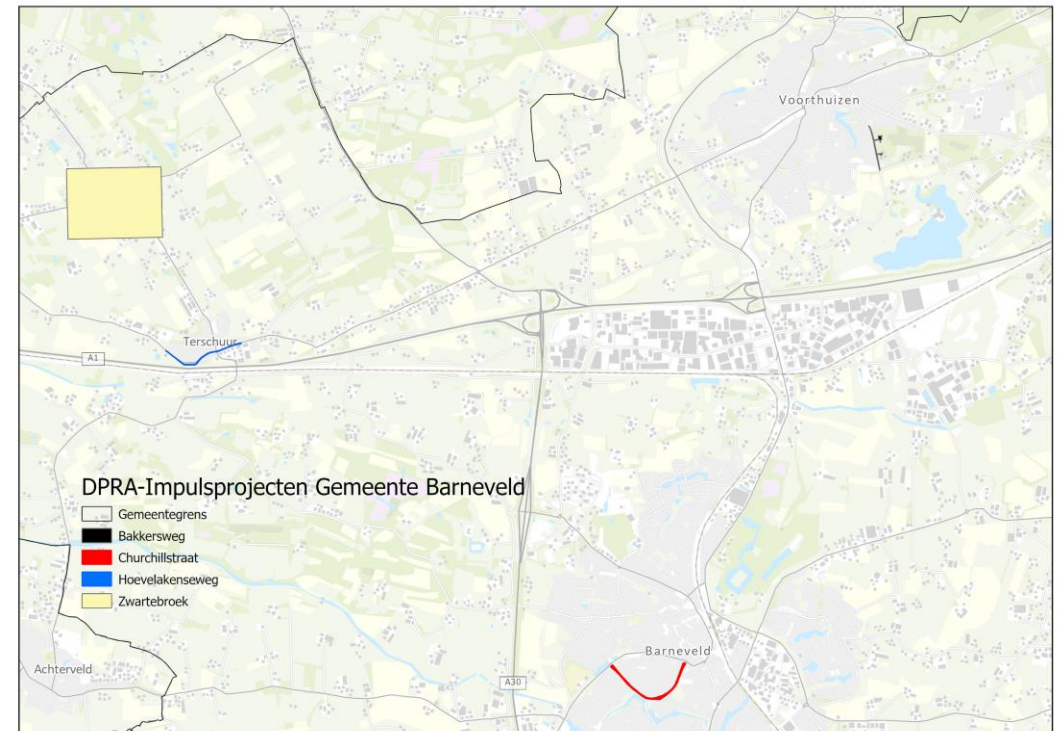 Voorthuizen
Terschuur
A1
DPRA-Impulsprojecten Gemeente Barneveld
Gemeentegrens
Bakkersweg
Churchillstraat
Hoevelakenseweg
Zwartebroek
Barneveld
Achterveld
A30